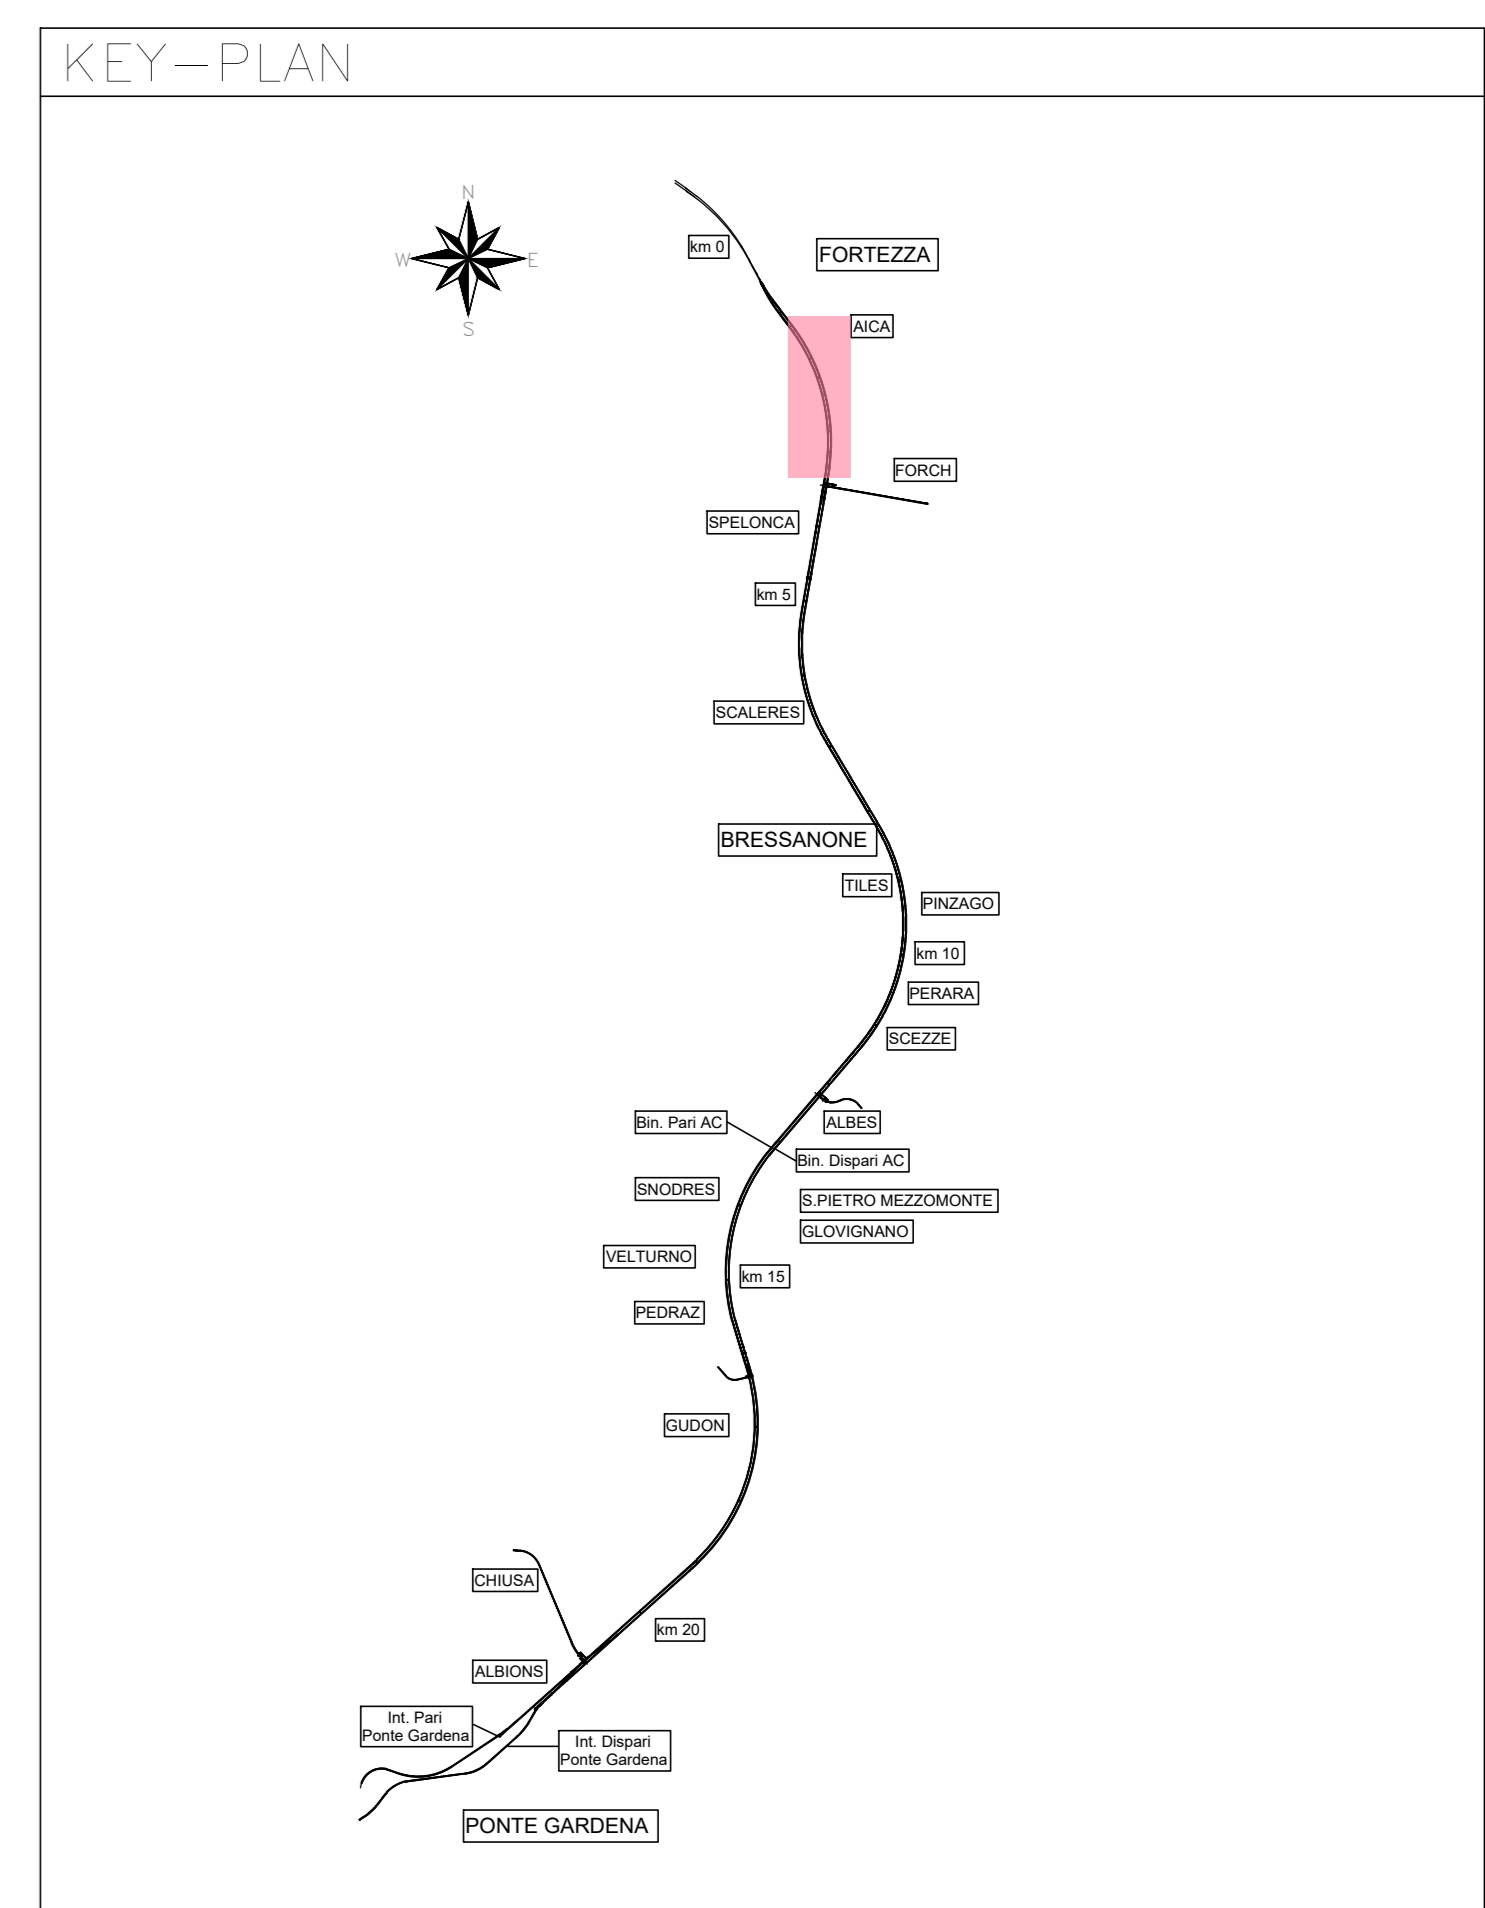 KEY-PLAN
N
W
E
S
km 0
FORTEZZA
AICA
FORCH
SPELONCA
km 5
SCALERES
BRESSANONE
TILES
PINZAGO
km 10
PERARA
SCEZZE
Bin. Pari AC
ALBES
Bin. Dispari AC
SNODRES
S.PIETRO MEZZOMONTE
GLOVIGNANO
VELTURNO
km 15
PEDRAZ
GUDON
CHIUSA
km 20
ALBIONS
Int. Pari
Ponte Gardena
Int. Dispari
Ponte Gardena
PONTE GARDENA